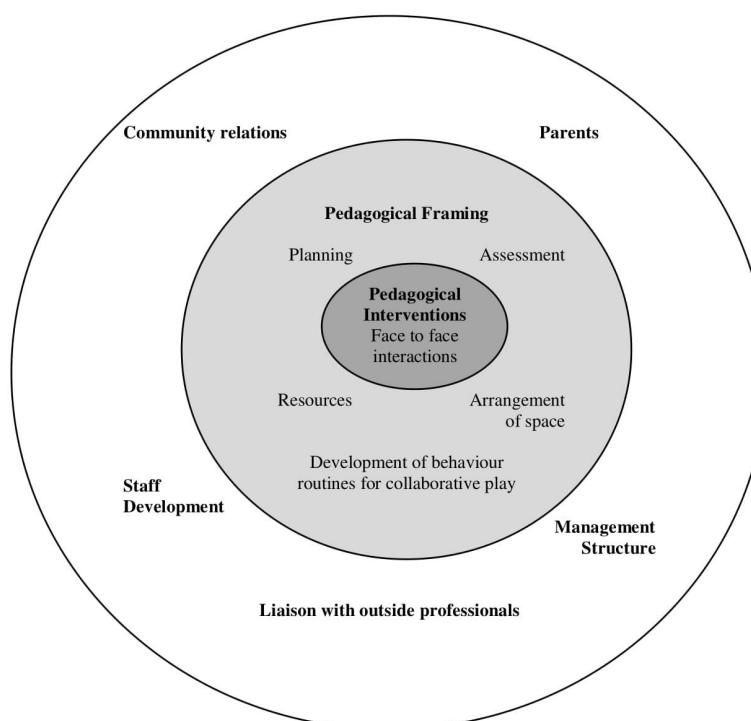 Community relations
Parents
Pedagogical Framing
Planning
Assessment
Pedagogical
Interventions
Face to face
interactions
Resources
Arrangement
of space
Development of behaviour
routines for collaborative play
Staff
Development
Management
Structure
Liaison with outside professionals